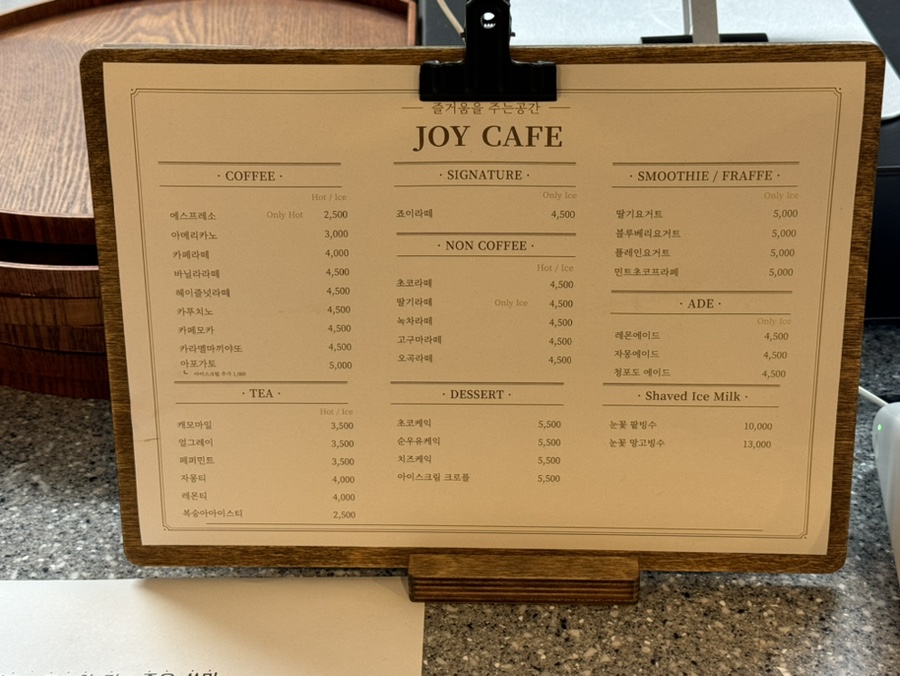 즐거움을 주는공간
JOY CAFE
· COFFEE ·
Hot / Ice
에스프레소 Only Hot 2,500
아메리카노 3,000
카페라떼 4,000
바닐라라떼 4,500
헤이즐넛라떼 4,500
카푸치노 4,500
카페모카 4,500
카라멜마끼야또 4,500
아포가토 5,000
ㄴ 아이스크림 추가 1,000
· TEA ·
Hot / Ice
캐모마일 3,500
얼그레이 3,500
페퍼민트 3,500
자몽티 4,000
레몬티 4,000
복숭아아이스티 2,500
· SIGNATURE ·
Only Ice
죠이라떼 4,500
· NON COFFEE ·
Hot / Ice
초코라떼 4,500
딸기라떼 Only Ice 4,500
녹차라떼 4,500
고구마라떼 4,500
오곡라떼 4,500
· DESSERT ·
초코케익 5,500
순우유케익 5,500
치즈케익 5,500
아이스크림 크로플 5,500
· SMOOTHIE / FRAFFE ·
Only Ice
딸기요거트 5,000
블루베리요거트 5,000
플레인요거트 5,000
민트초코프라페 5,000
· ADE ·
Only Ice
레몬에이드 4,500
자몽에이드 4,500
청포도 에이드 4,500
· Shaved Ice Milk ·
눈꽃 팥빙수 10,000
눈꽃 망고빙수 13,000